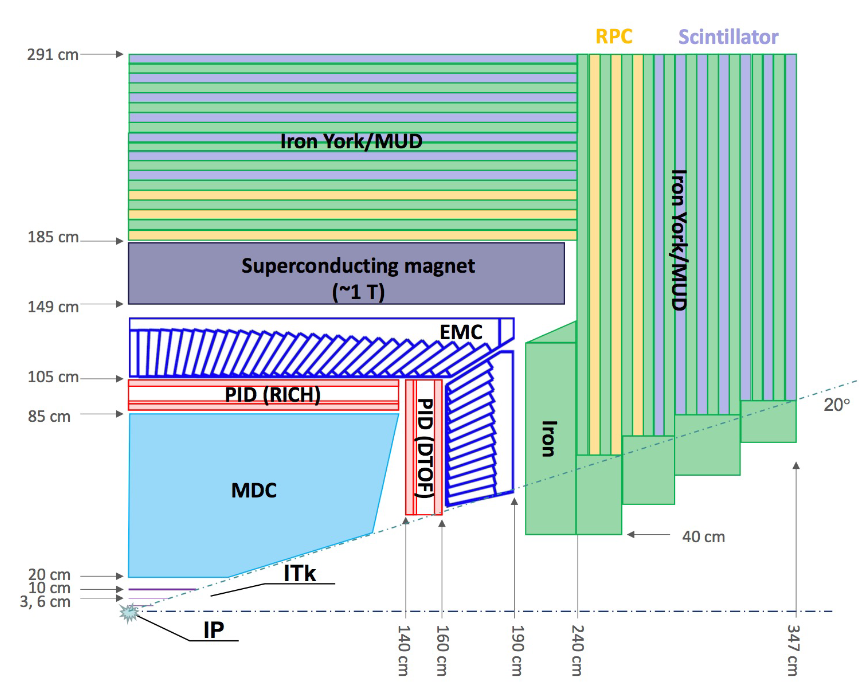 RPC
Scintillator
291 cm
Iron York/MUD
185 cm
Superconducting magnet
(~1 T)
149 cm
Iron York/MUD
EMC
105 cm
PID (RICH)
85 cm
20°
PID (DTOF)
Iron
MDC
40 cm
20 cm
10 cm
3, 6 cm
ITk
IP
140 cm
160 cm
190 cm
240 cm
347 cm